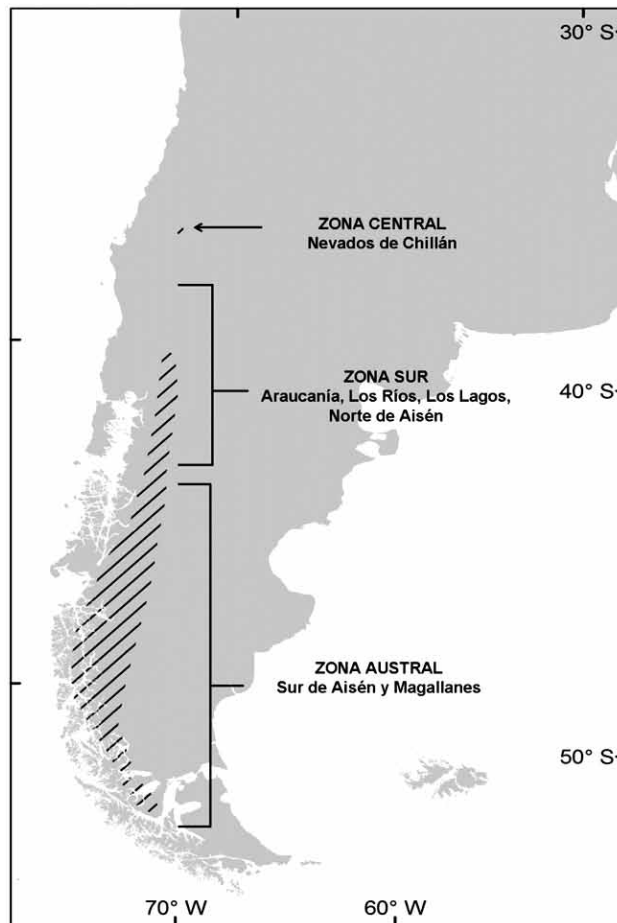 30° S
ZONA CENTRAL
Nevados de Chillán
ZONA SUR
Araucanía, Los Ríos, Los Lagos,
Norte de Aisén
40° S
ZONA AUSTRAL
Sur de Aisén y Magallanes
50° S
70° W
60° W